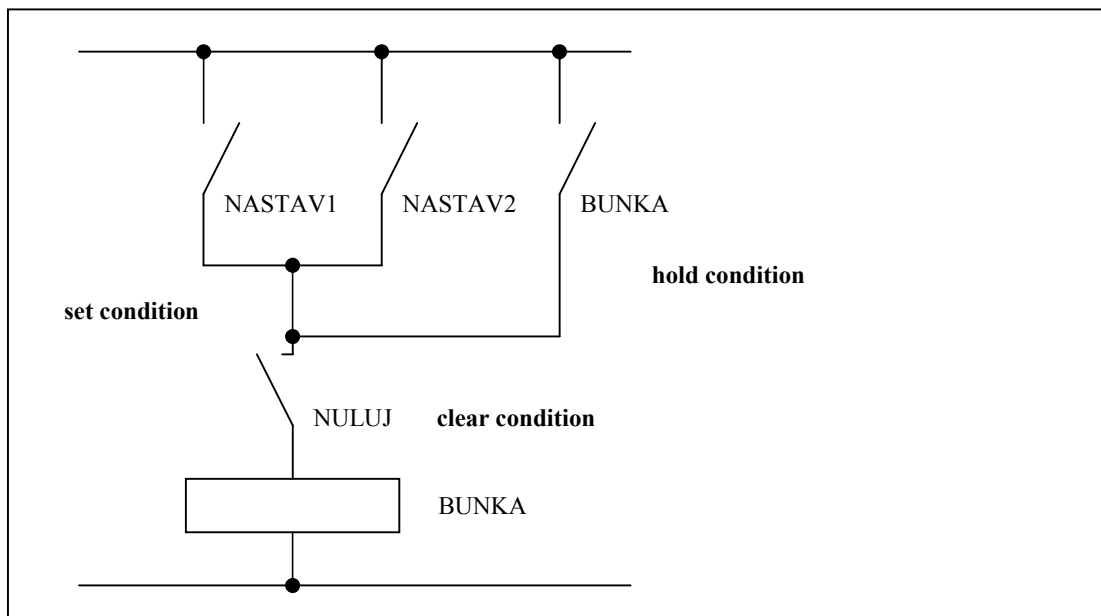 NASTAV1 NASTAV2 BUNKA
hold condition
set condition
NULUJ clear condition
BUNKA